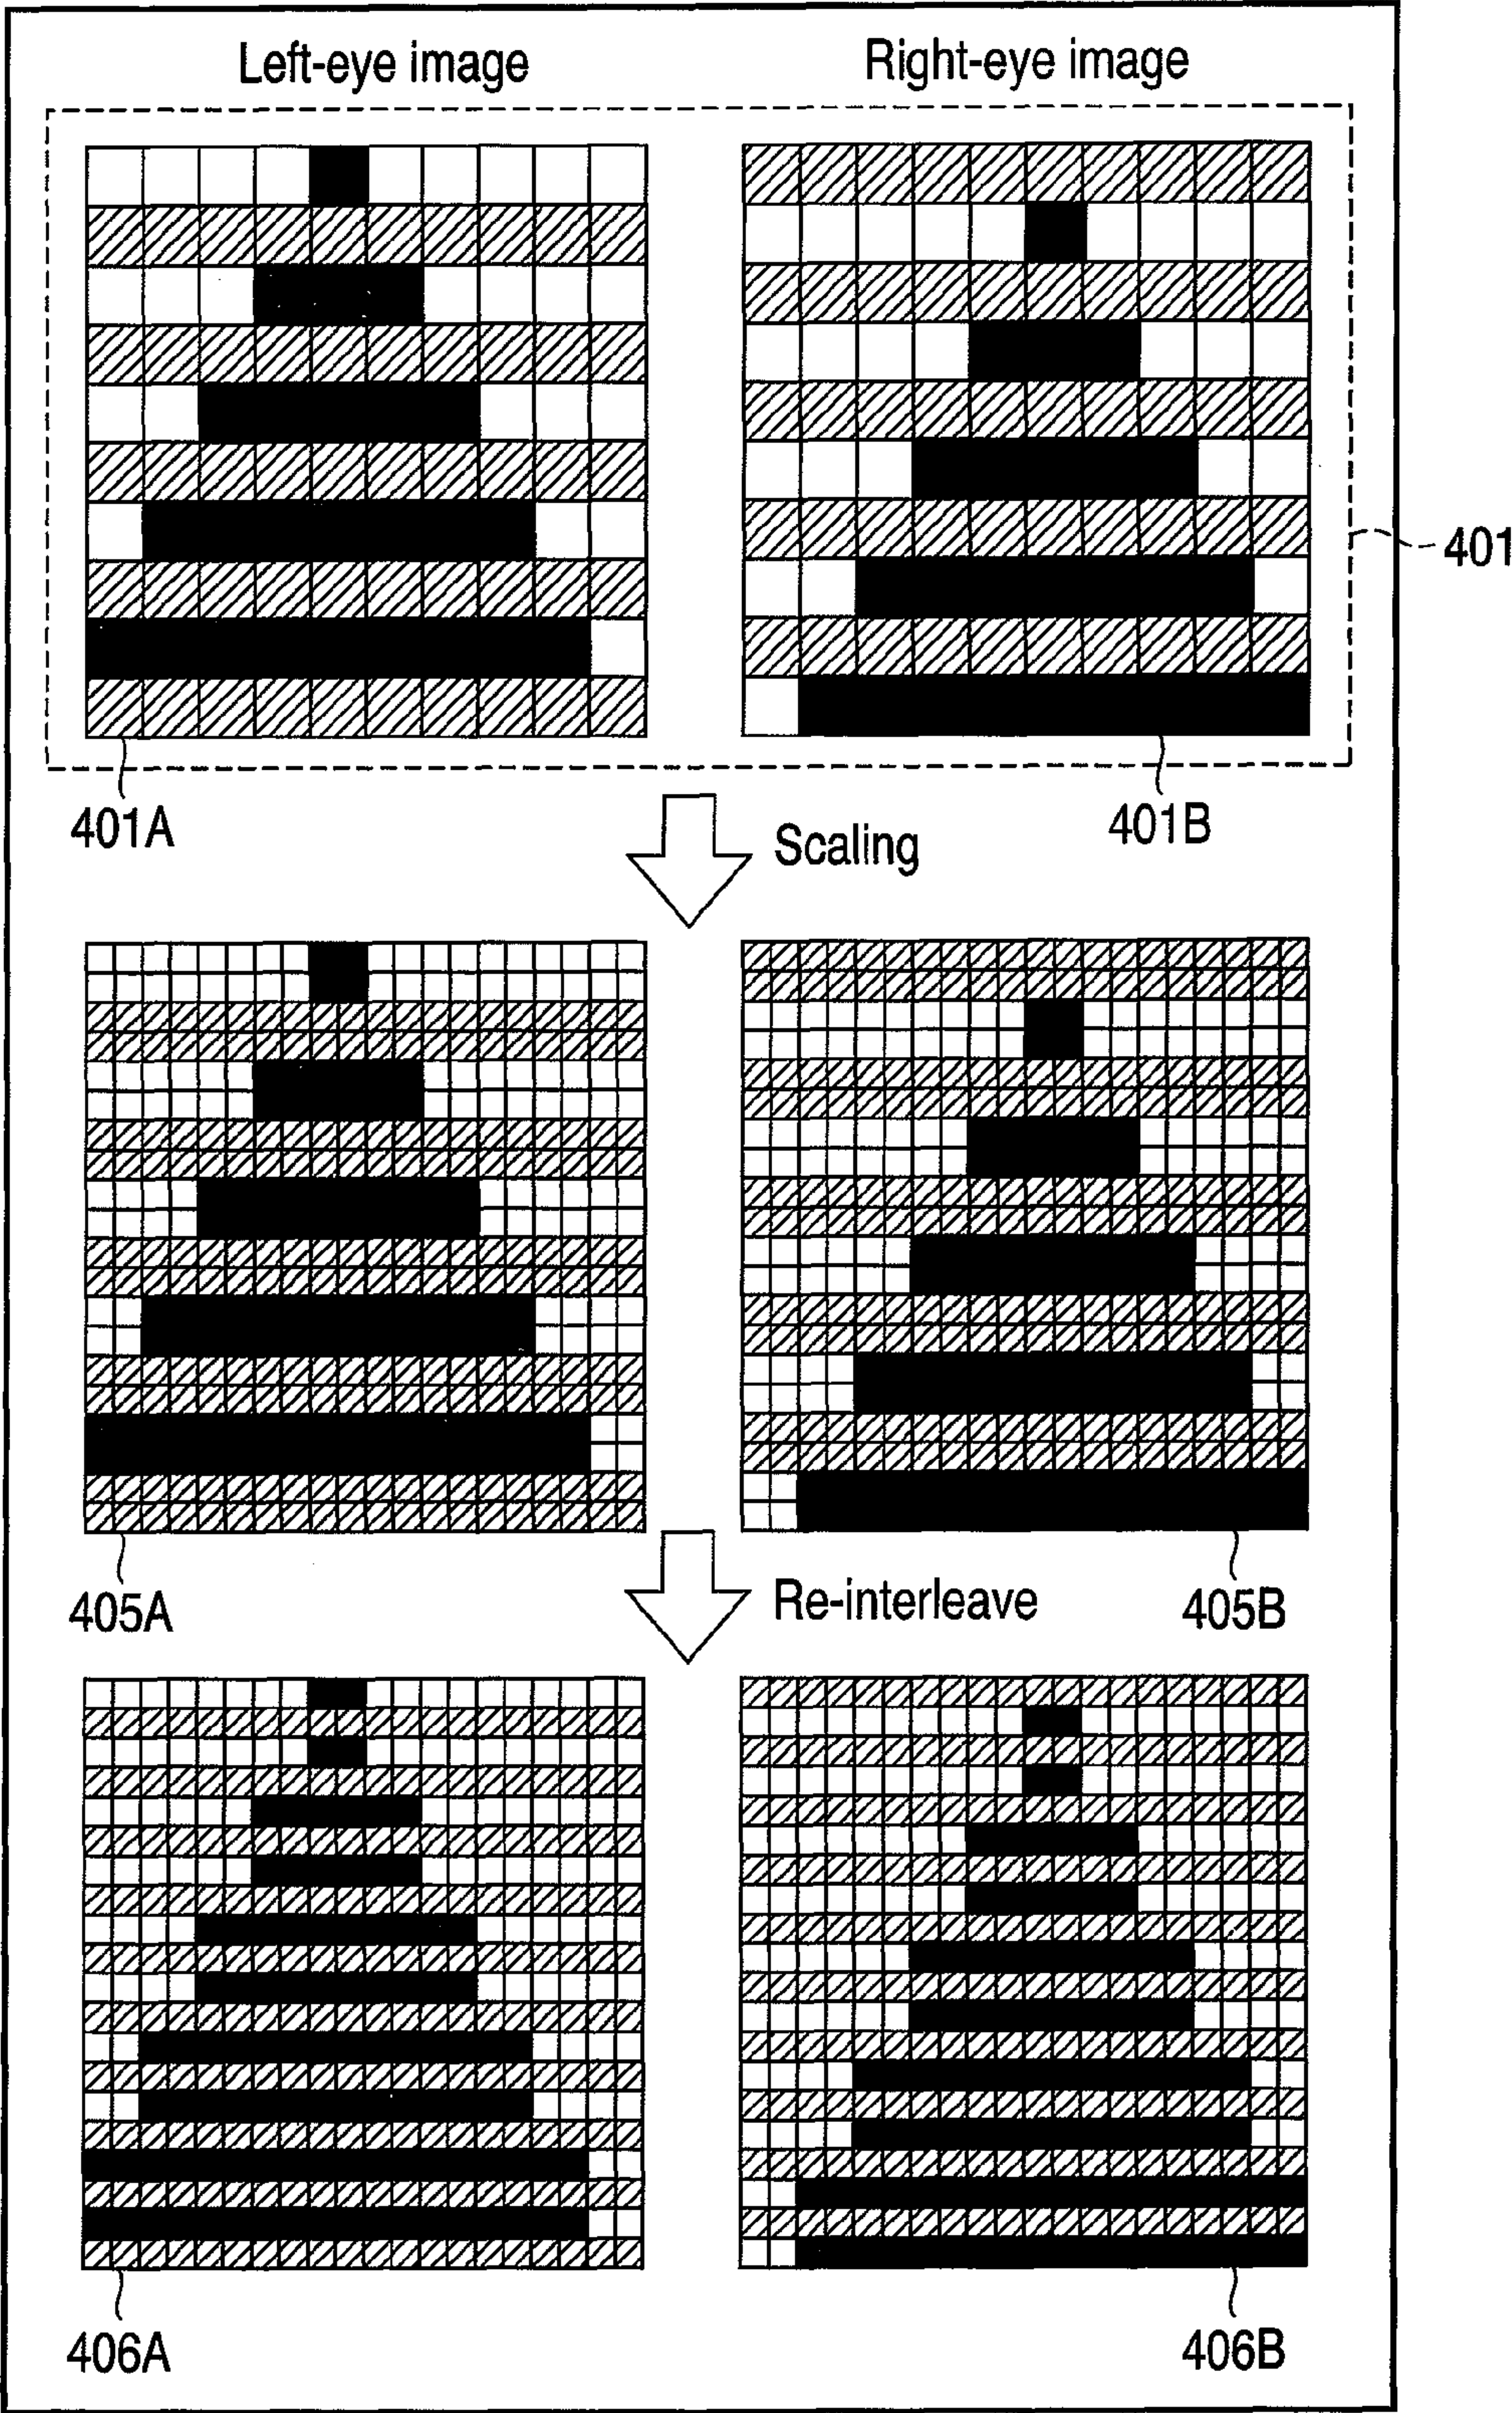 Left-eye image
Right-eye image
401
401A
401B
Scaling
405A
405B
Re-interleave
406A
406B